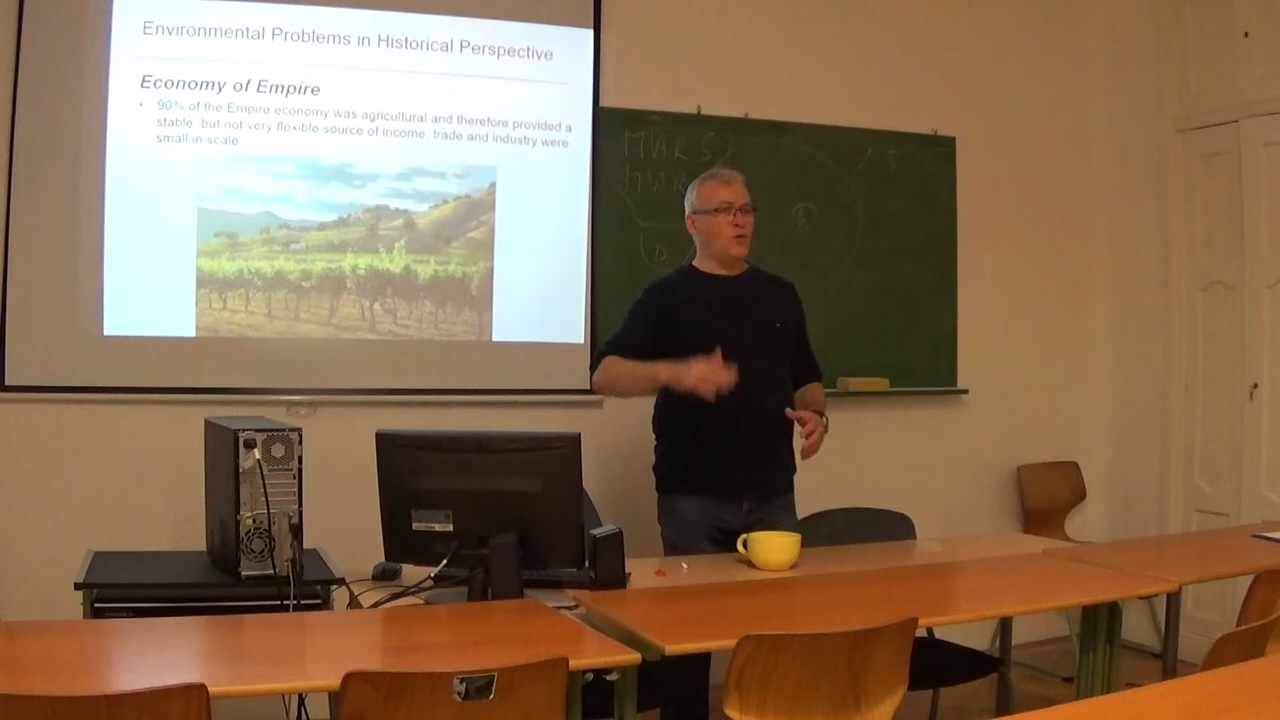 Environmental Problems in Historical Perspective
Economy of Empire
• 90% of the Empire economy was agricultural and therefore provided a
stable, but not very flexible source of income, trade and industry were
small in scale
MARS